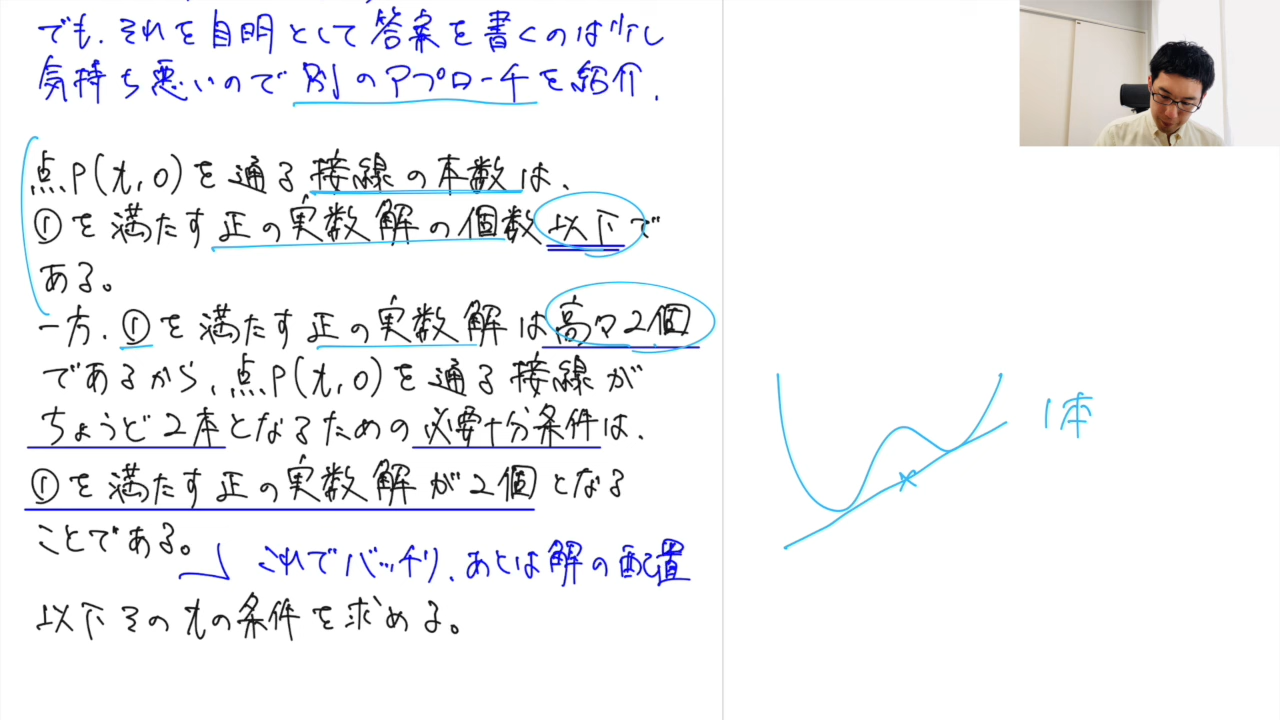 でも、それを自明として答案を書くのは少し
気持ち悪いので別のアプローチを紹介.
点P(t,0)を通る接線の本数は、
①を満たす正の実数解の個数以下で
ある。
一方、①を満たす正の実数解は高々2個
であるから、点P(t,0)を通る接線が
ちょうど2本となるための必要十分条件は、
①を満たす正の実数解が2個となる
ことである。
これでバッチリ、あとは解の配置
以下そのtの条件を求める。
1本